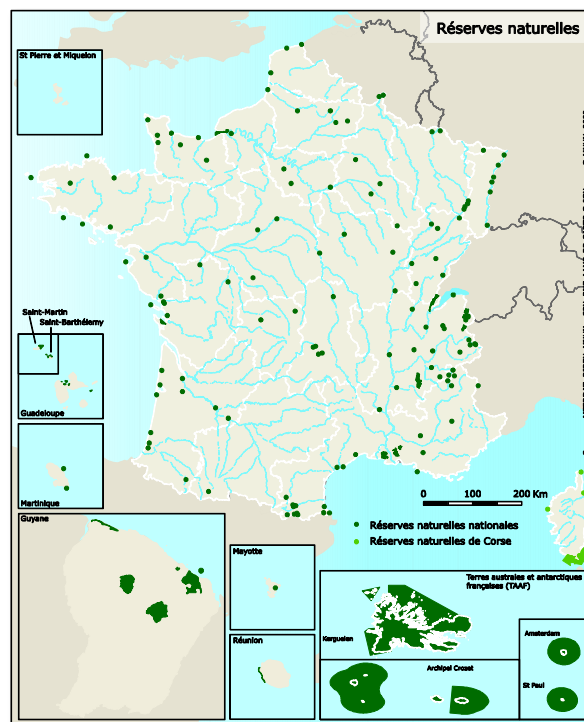 Réserves naturelles
St Pierre et Miquelon
Saint-Martin
Saint-Barthélemy
Guadeloupe
Martinique
0 100 200 Km
Réserves naturelles nationales
Réserves naturelles de Corse
Guyane
Mayotte
Réunion
Terres australes et antarctiques
françaises (TAAF)
Kerguelen
Amsterdam
Archipel Crozet
St Paul